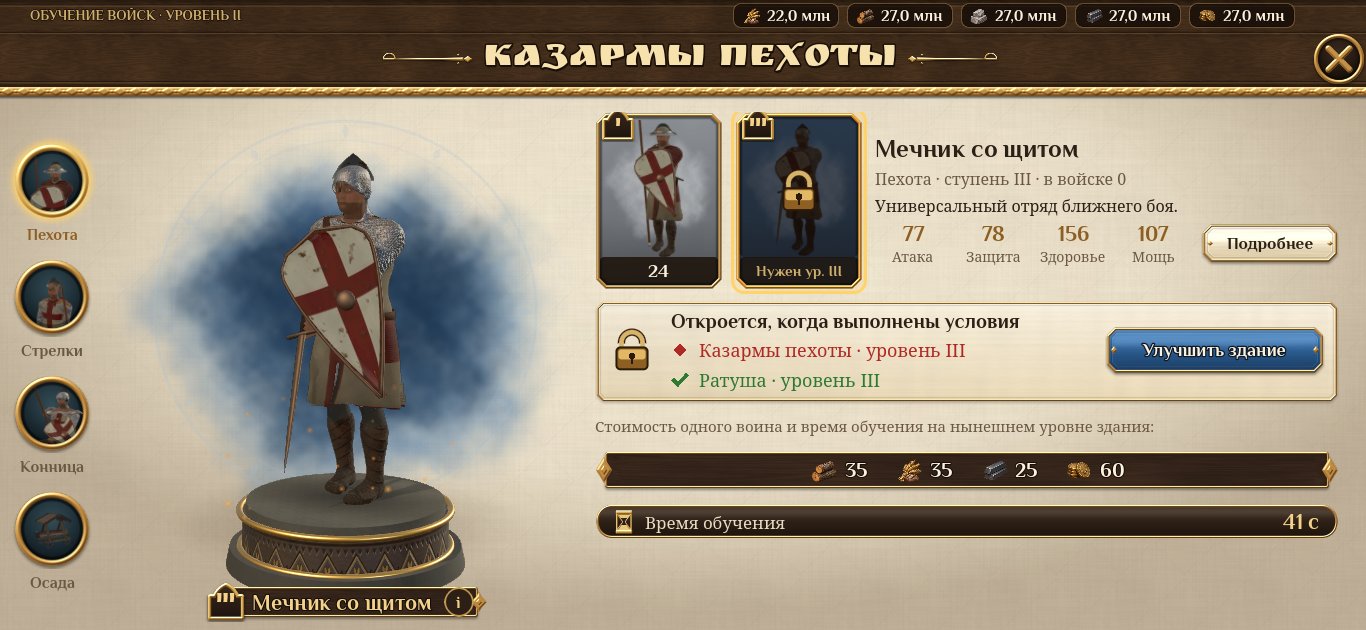 ОБУЧЕНИЕ ВОЙСК · УРОВЕНЬ II
22,0 млн
27,0 млн
27,0 млн
27,0 млн
27,0 млн
КАЗАРМЫ ПЕХОТЫ
Пехота
Стрелки
Конница
Осада
I
24
III
Нужен ур. III
Мечник со щитом
Пехота · ступень III · в войске 0
Универсальный отряд ближнего боя.
77 78 156 107
Атака Защита Здоровье Мощь
Подробнее
Откроется, когда выполнены условия
Казармы пехоты · уровень III
Ратуша · уровень III
Улучшить здание
Стоимость одного воина и время обучения на нынешнем уровне здания:
35 35 25 60
Время обучения 41 с
III Мечник со щитом i